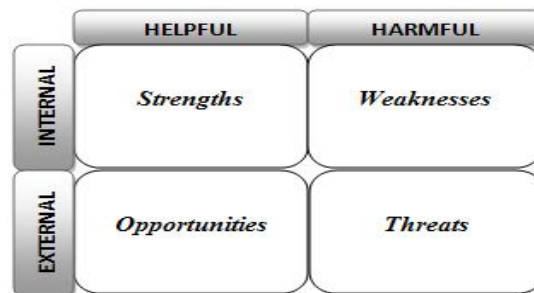 HELPFUL HARMFUL
INTERNAL
Strengths Weaknesses
EXTERNAL
Opportunities Threats